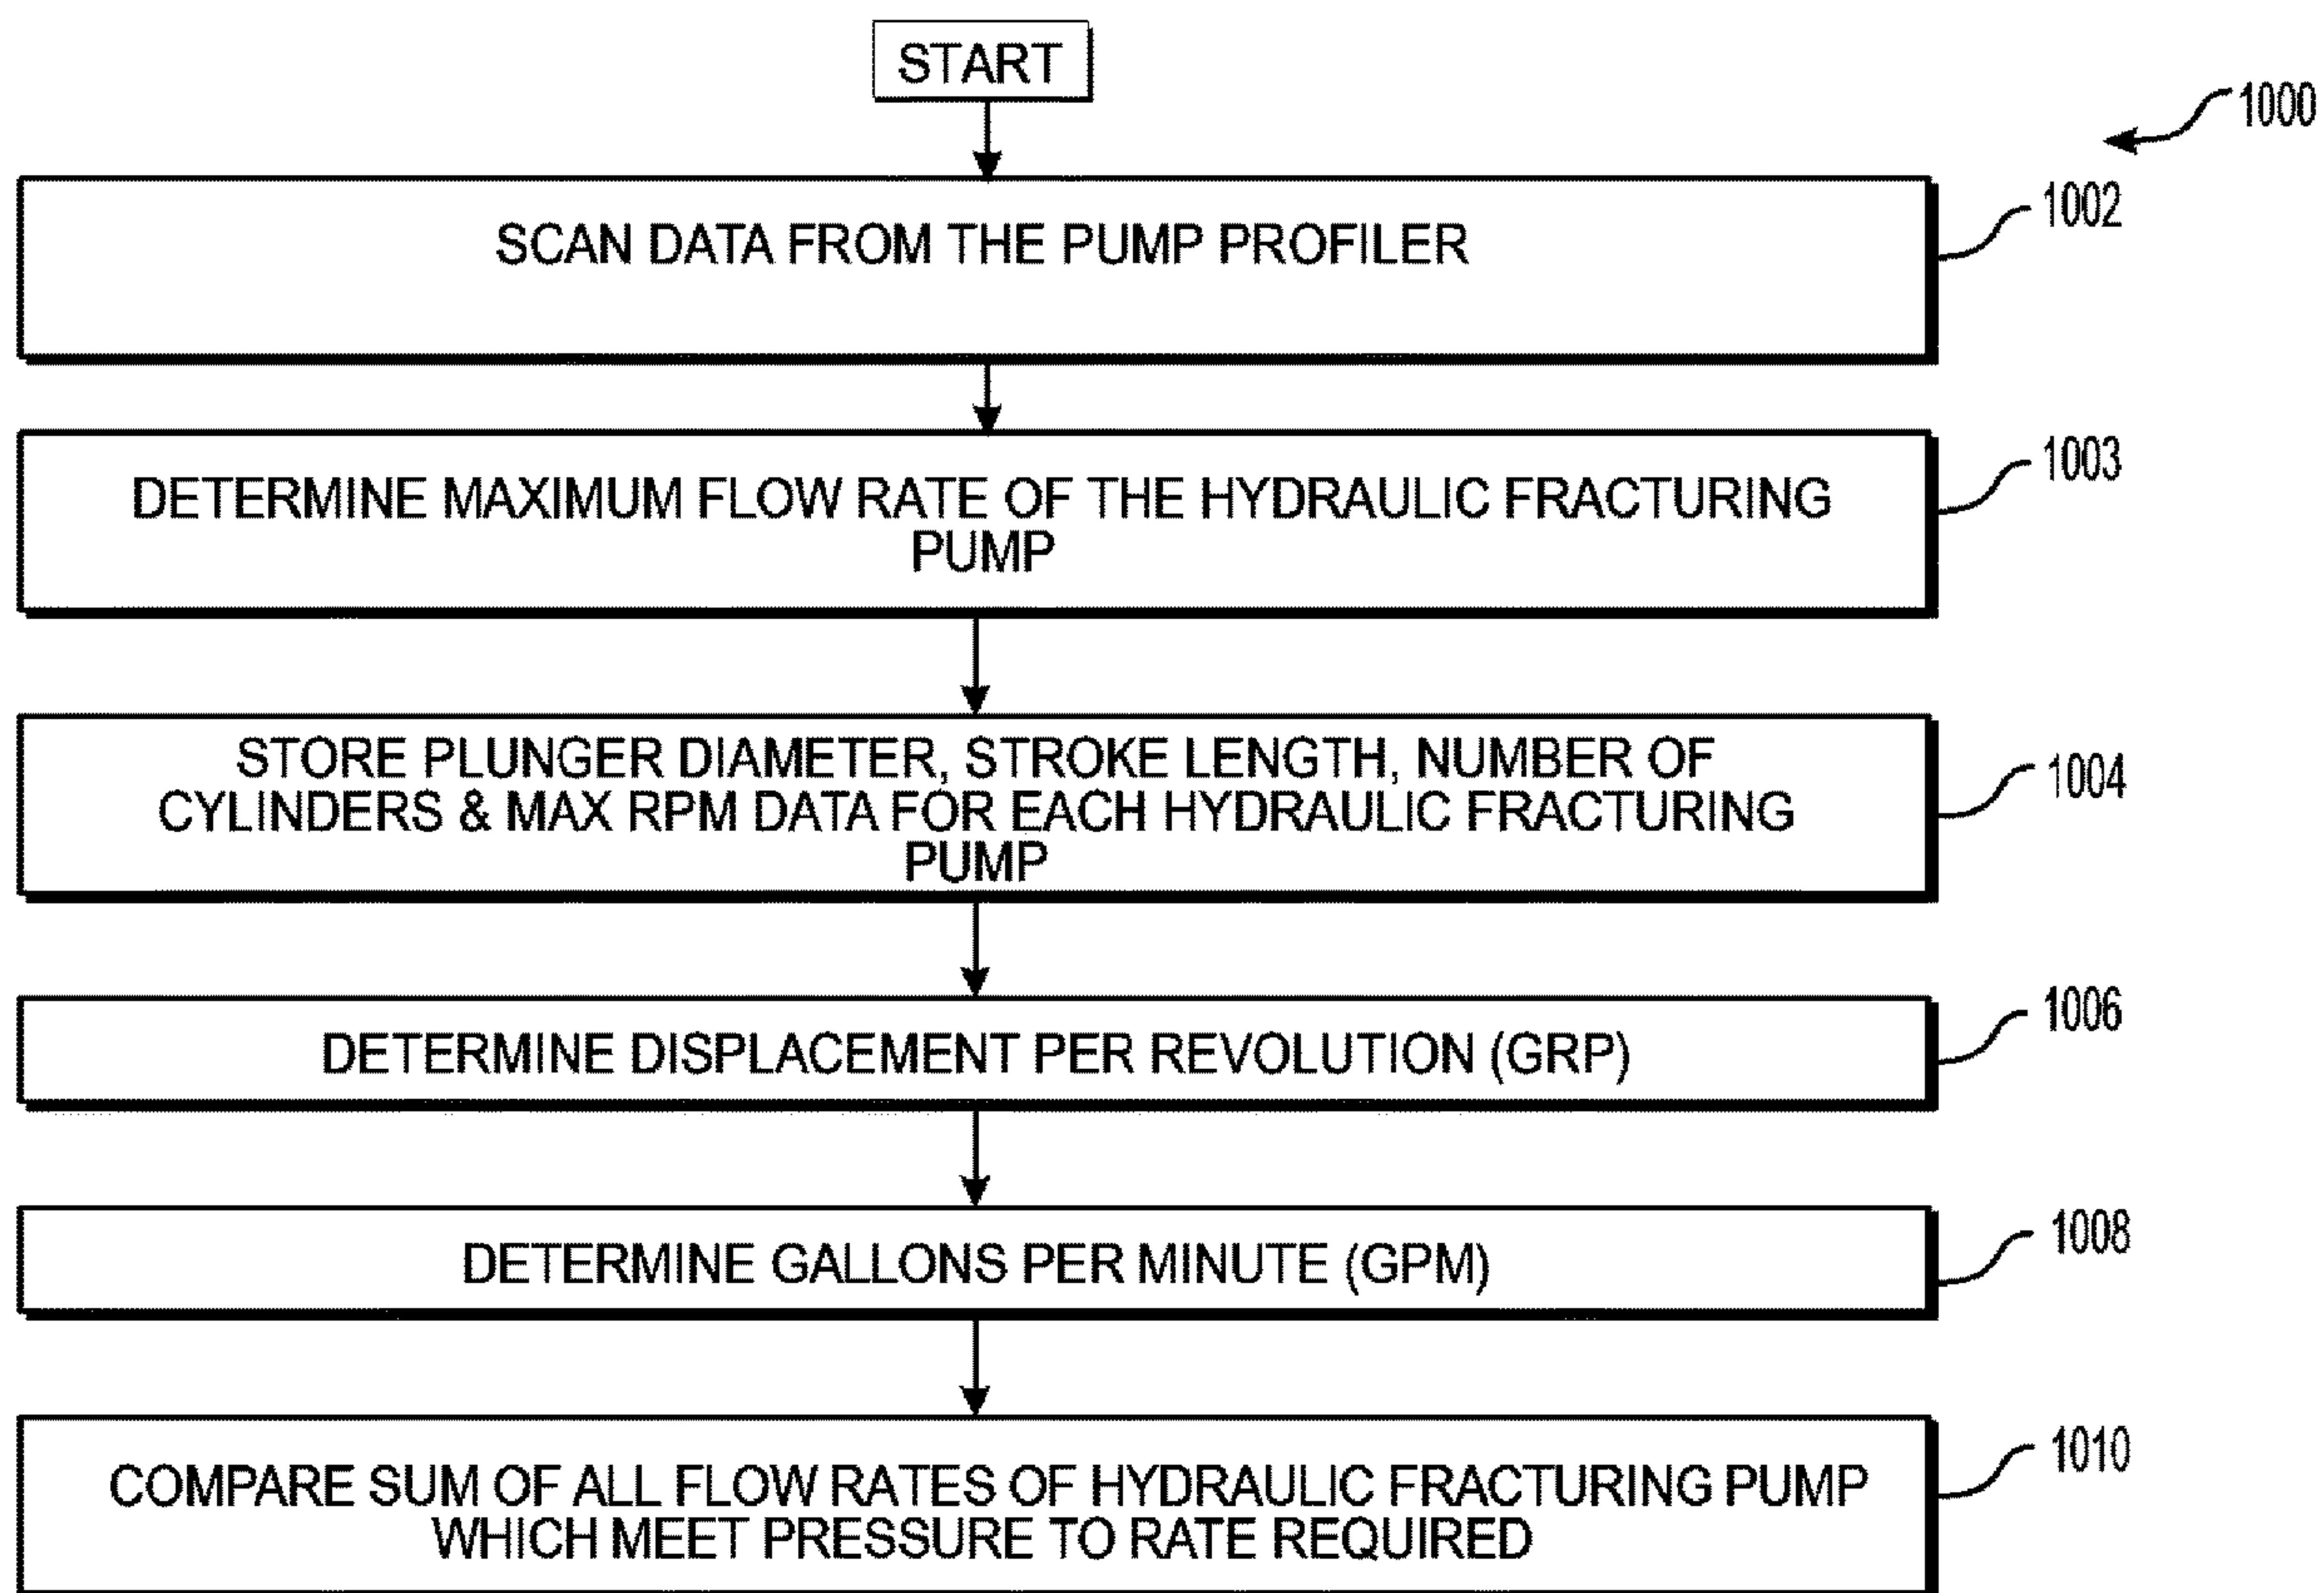 START
1000
SCAN DATA FROM THE PUMP PROFILER
1002
DETERMINE MAXIMUM FLOW RATE OF THE HYDRAULIC FRACTURING
PUMP
1003
STORE PLUNGER DIAMETER, STROKE LENGTH, NUMBER OF
CYLINDERS & MAX RPM DATA FOR EACH HYDRAULIC FRACTURING
PUMP
1004
DETERMINE DISPLACEMENT PER REVOLUTION (GRP)
1006
DETERMINE GALLONS PER MINUTE (GPM)
1008
COMPARE SUM OF ALL FLOW RATES OF HYDRAULIC FRACTURING PUMP
WHICH MEET PRESSURE TO RATE REQUIRED
1010